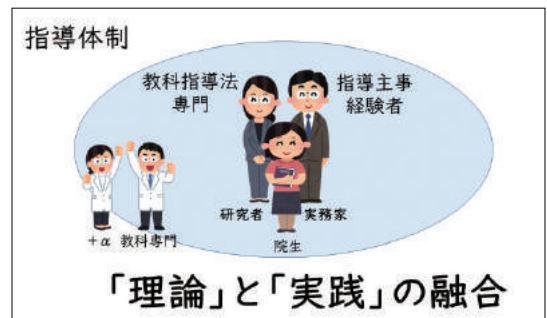 指導体制
教科指導法
専門
指導主事
経験者
研究者
実務家
院生
+α
教科専門
「理論」と「実践」の融合